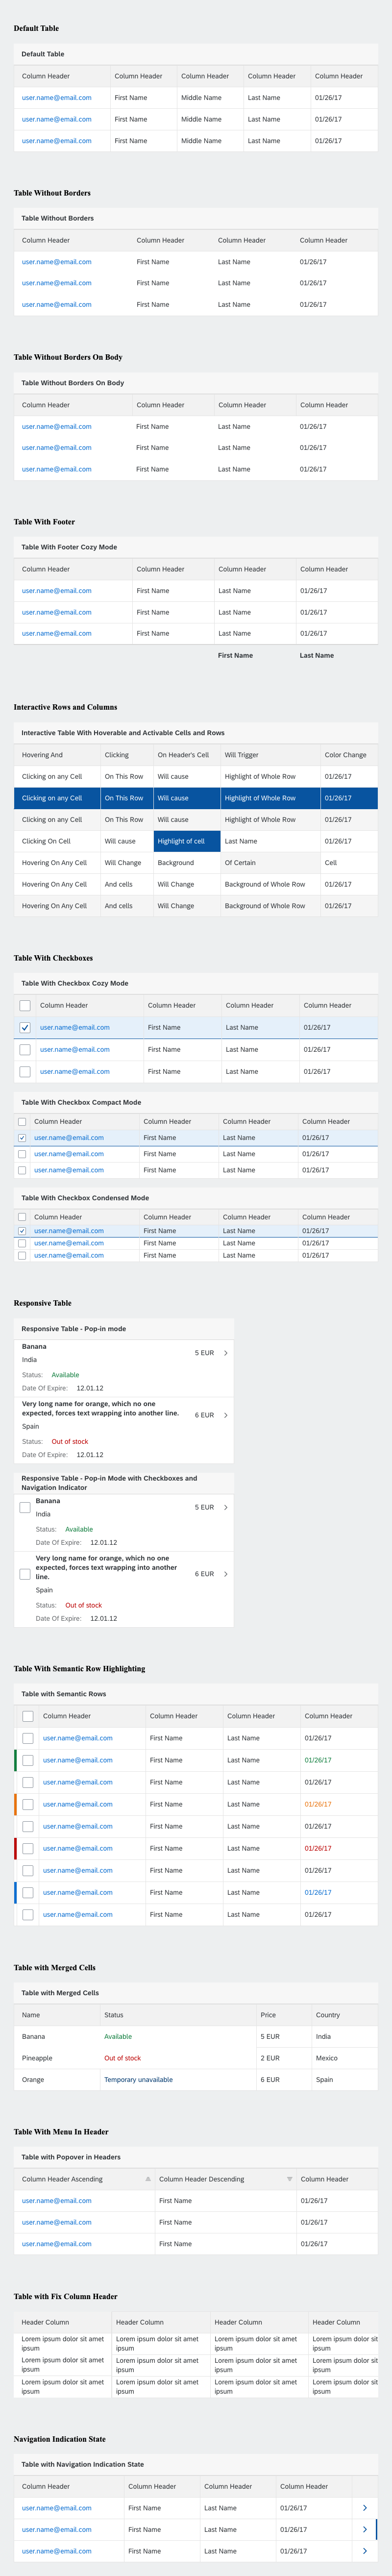 Default Table
Default Table
Column Header Column Header Column Header Column Header Column Header
user.name@email.com First Name Middle Name Last Name 01/26/17
user.name@email.com First Name Middle Name Last Name 01/26/17
user.name@email.com First Name Middle Name Last Name 01/26/17
Table Without Borders
Table Without Borders
Column Header Column Header Column Header Column Header
user.name@email.com First Name Last Name 01/26/17
user.name@email.com First Name Last Name 01/26/17
user.name@email.com First Name Last Name 01/26/17
Table Without Borders On Body
Table Without Borders On Body
Column Header Column Header Column Header Column Header
user.name@email.com First Name Last Name 01/26/17
user.name@email.com First Name Last Name 01/26/17
user.name@email.com First Name Last Name 01/26/17
Table With Footer
Table With Footer Cozy Mode
Column Header Column Header Column Header Column Header
user.name@email.com First Name Last Name 01/26/17
user.name@email.com First Name Last Name 01/26/17
user.name@email.com First Name Last Name 01/26/17
First Name Last Name
Interactive Rows and Columns
Interactive Table With Hoverable and Activable Cells and Rows
Hovering And Clicking On Header's Cell Will Trigger Color Change
Clicking on any Cell On This Row Will cause Highlight of Whole Row 01/26/17
Clicking on any Cell On This Row Will cause Highlight of Whole Row 01/26/17
Clicking on any cell On This Row Will cause Highlight of Whole Row 01/26/17
Clicking On Cell Will cause Highlight of cell Last Name 01/26/17
Hovering On Any Cell Will Change Background Of Certain Cell
Hovering On Any Cell And cells Will Change Background of Whole Row 01/26/17
Hovering On Any Cell And cells Will Change Background of Whole Row 01/26/17
Table With Checkboxes
Table With Checkbox Cozy Mode
Column Header Column Header Column Header Column Header
user.name@email.com First Name Last Name 01/26/17
user.name@email.com First Name Last Name 01/26/17
user.name@email.com First Name Last Name 01/26/17
Table With Checkbox Compact Mode
Column Header Column Header Column Header Column Header
user.name@email.com First Name Last Name 01/26/17
user.name@email.com First Name Last Name 01/26/17
user.name@email.com First Name Last Name 01/26/17
Table With Checkbox Condensed Mode
Column Header Column Header Column Header Column Header
user.name@email.com First Name Last Name 01/26/17
user.name@email.com First Name Last Name 01/26/17
user.name@email.com First Name Last Name 01/26/17
Responsive Table
Responsive Table - Pop-in mode
Banana
5 EUR
India
Status: Available
Date Of Expire: 12.01.12
Very long name for orange, which no one
expected, forces text wrapping into another line.
6 EUR
Spain
Status: Out of stock
Date Of Expire: 12.01.12
Responsive Table - Pop-in Mode with Checkboxes and
Navigation Indicator
Banana
5 EUR
India
Status: Available
Date Of Expire: 12.01.12
Very long name for orange, which no one
expected, forces text wrapping into another
line.
6 EUR
Spain
Status: Out of stock
Date Of Expire: 12.01.12
Table With Semantic Row Highlighting
Table with Semantic Rows
Column Header Column Header Column Header Column Header
user.name@email.com First Name Last Name 01/26/17
user.name@email.com First Name Last Name 01/26/17
user.name@email.com First Name Last Name 01/26/17
user.name@email.com First Name Last Name 01/26/17
user.name@email.com First Name Last Name 01/26/17
user.name@email.com First Name Last Name 01/26/17
user.name@email.com First Name Last Name 01/26/17
user.name@email.com First Name Last Name 01/26/17
user.name@email.com First Name Last Name 01/26/17
Table with Merged Cells
Table with Merged Cells
Name Status Price Country
Banana Available 5 EUR India
Pineapple Out of stock 2 EUR Mexico
Orange Temporary unavailable 6 EUR Spain
Table With Menu In Header
Table with Popover in Headers
Column Header Ascending Column Header Descending Column Header
user.name@email.com First Name 01/26/17
user.name@email.com First Name 01/26/17
user.name@email.com First Name 01/26/17
Table with Fix Column Header
Header Column Header Column Header Column Header Column
Lorem ipsum dolor sit amet Lorem ipsum dolor sit amet Lorem ipsum dolor sit amet Lorem ipsum dolor sit
ipsum ipsum ipsum ipsum
Lorem ipsum dolor sit amet Lorem ipsum dolor sit amet Lorem ipsum dolor sit amet Lorem ipsum dolor sit
ipsum ipsum ipsum ipsum
Lorem ipsum dolor sit amet Lorem ipsum dolor sit amet Lorem ipsum dolor sit amet Lorem ipsum dolor sit
ipsum ipsum ipsum ipsum
Navigation Indication State
Table with Navigation Indication State
Column Header Column Header Column Header Column Header
user.name@email.com First Name Last Name 01/26/17
user.name@email.com First Name Last Name 01/26/17
user.name@email.com First Name Last Name 01/26/17